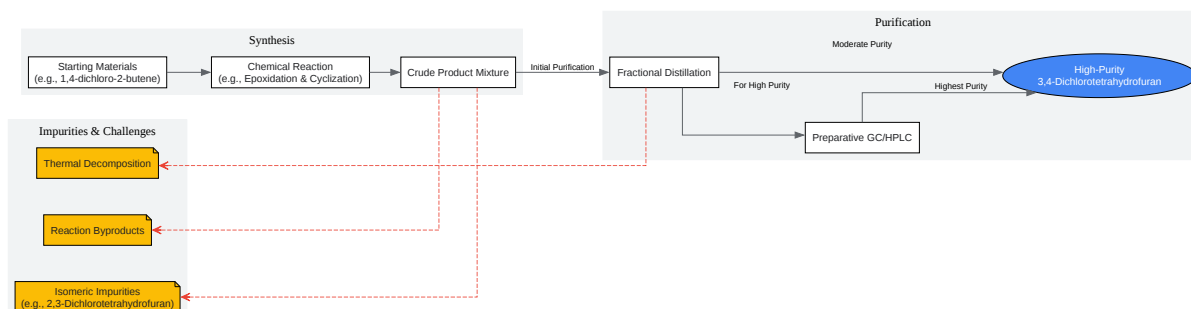 Synthesis
Starting Materials
(e.g., 1,4-dichloro-2-butene)
Chemical Reaction
(e.g., Epoxidation & Cyclization)
Crude Product Mixture
Initial Purification
Purification
Fractional Distillation
Moderate Purity
For High Purity
Highest Purity
Preparative GC/HPLC
High-Purity
3,4-Dichlorotetrahydrofuran
Impurities & Challenges
Thermal Decomposition
Reaction Byproducts
Isomeric Impurities
(e.g., 2,3-Dichlorotetrahydrofuran)